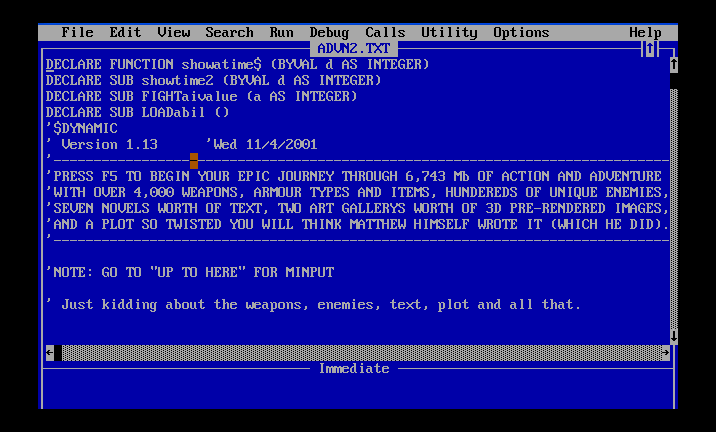 File Edit View Search Run Debug Calls Utility Options Help
ADVN2.TXT
DECLARE FUNCTION showatime$ (BYVAL d AS INTEGER)
DECLARE SUB showtime2 (BYVAL d AS INTEGER)
DECLARE SUB FIGHTaivalue (a AS INTEGER)
DECLARE SUB LOADabil ()
'$DYNAMIC
' Version 1.13 'Wed 11/4/2001
'------------------------------------------------------------------------------
'PRESS F5 TO BEGIN YOUR EPIC JOURNEY THROUGH 6,743 Mb OF ACTION AND ADVENTURE
'WITH OVER 4,000 WEAPONS, ARMOUR TYPES AND ITEMS, HUNDEREDS OF UNIQUE ENEMIES,
'SEVEN NOVELS WORTH OF TEXT, TWO ART GALLERYS WORTH OF 3D PRE-RENDERED IMAGES,
'AND A PLOT SO TWISTED YOU WILL THINK MATTHEW HIMSELF WROTE IT (WHICH HE DID).
'------------------------------------------------------------------------------
'NOTE: GO TO "UP TO HERE" FOR MINPUT
' Just kidding about the weapons, enemies, text, plot and all that.
Immediate